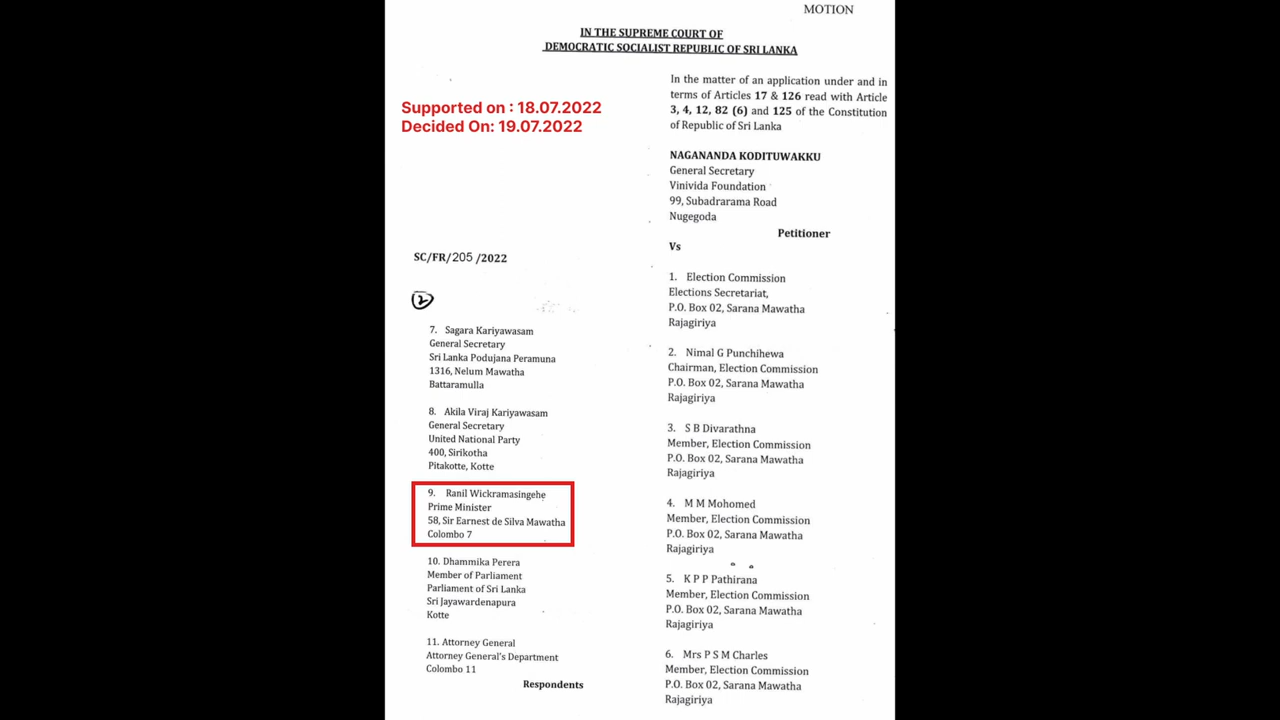 MOTION
IN THE SUPREME COURT OF
DEMOCRATIC SOCIALIST REPUBLIC OF SRI LANKA
In the matter of an application under and in
terms of Articles 17 & 126 read with Article
3, 4, 12, 82 (6) and 125 of the Constitution
of Republic of Sri Lanka
Supported on : 18.07.2022
Decided On: 19.07.2022
NAGANANDA KODITUWAKKU
General Secretary
Vinivida Foundation
99, Subadrarama Road
Nugegoda
Petitioner
Vs
SC/FR/205 /2022
1. Election Commission
Elections Secretariat,
P.O. Box 02, Sarana Mawatha
Rajagiriya
2. Nimal G Punchihewa
Chairman, Election Commission
P.O. Box 02, Sarana Mawatha
Rajagiriya
3. S B Divarathna
Member, Election Commission
P.O. Box 02, Sarana Mawatha
Rajagiriya
4. M M Mohomed
Member, Election Commission
P.O. Box 02, Sarana Mawatha
Rajagiriya
5. K P P Pathirana
Member, Election Commission
P.O. Box 02, Sarana Mawatha
Rajagiriya
6. Mrs P S M Charles
Member, Election Commission
P.O. Box 02, Sarana Mawatha
Rajagiriya
2
7. Sagara Kariyawasam
General Secretary
Sri Lanka Podujana Peramuna
1316, Nelum Mawatha
Battaramulla
8. Akila Viraj Kariyawasam
General Secretary
United National Party
400, Sirikotha
Pitakotte, Kotte
9. Ranil Wickramasingehe
Prime Minister
58, Sir Earnest de Silva Mawatha
Colombo 7
10. Dhammika Perera
Member of Parliament
Parliament of Sri Lanka
Sri Jayawardenapura
Kotte
11. Attorney General
Attorney General's Department
Colombo 11
Respondents